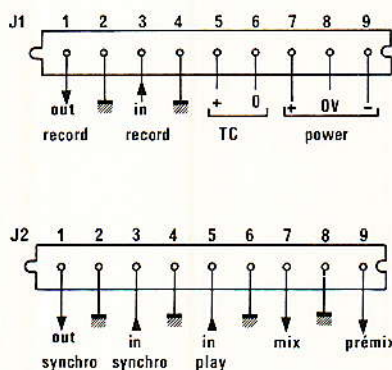 J1 1 2 3 4 5 6 7 8 9
+ 0 + 0V −
out in
record record TC power
J2 1 2 3 4 5 6 7 8 9
out in in mix prémix
synchro synchro play